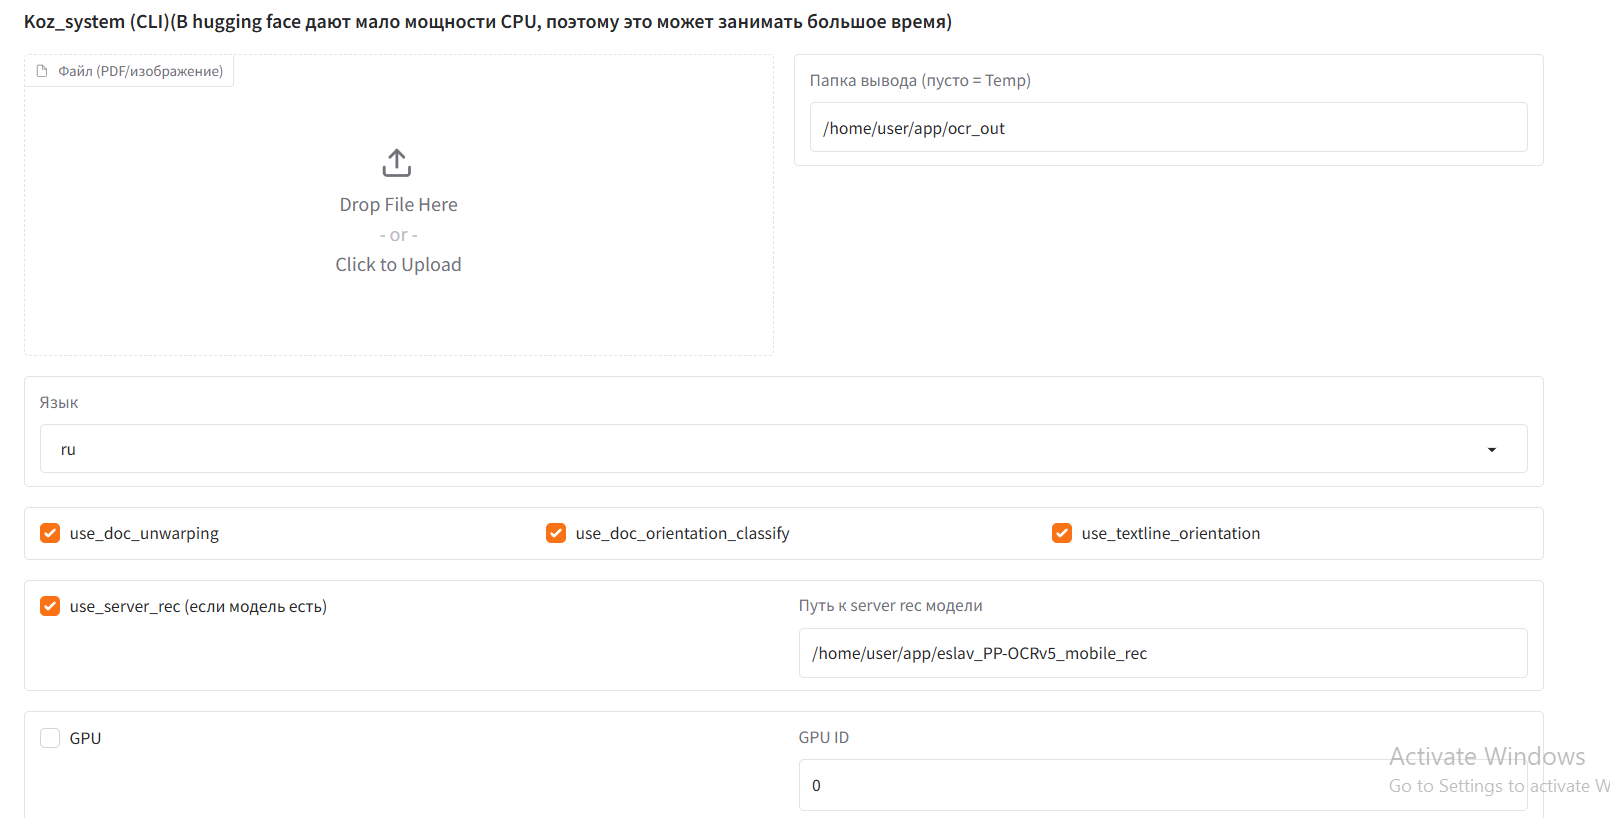 Koz_system (CLI)(В hugging face дают мало мощности CPU, поэтому это может занимать большое время)
Файл (PDF/изображение)
Drop File Here
- or -
Click to Upload
Папка вывода (пусто = Temp)
/home/user/app/ocr_out
Язык
ru
use_doc_unwarping
use_doc_orientation_classify
use_textline_orientation
use_server_rec (если модель есть)
Путь к server rec модели
/home/user/app/eslav_PP-OCRv5_mobile_rec
GPU
GPU ID
0
Activate Windows
Go to Settings to activate W